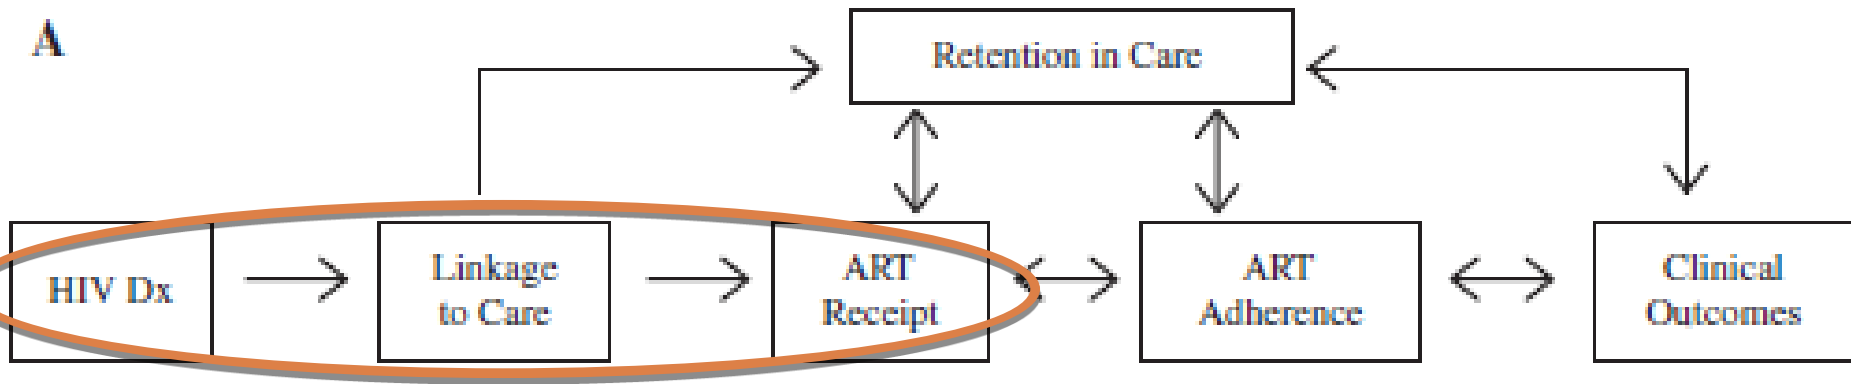 A
Retention in Care
HIV Dx
Linkage
to Care
ART
Receipt
ART
Adherence
Clinical
Outcomes